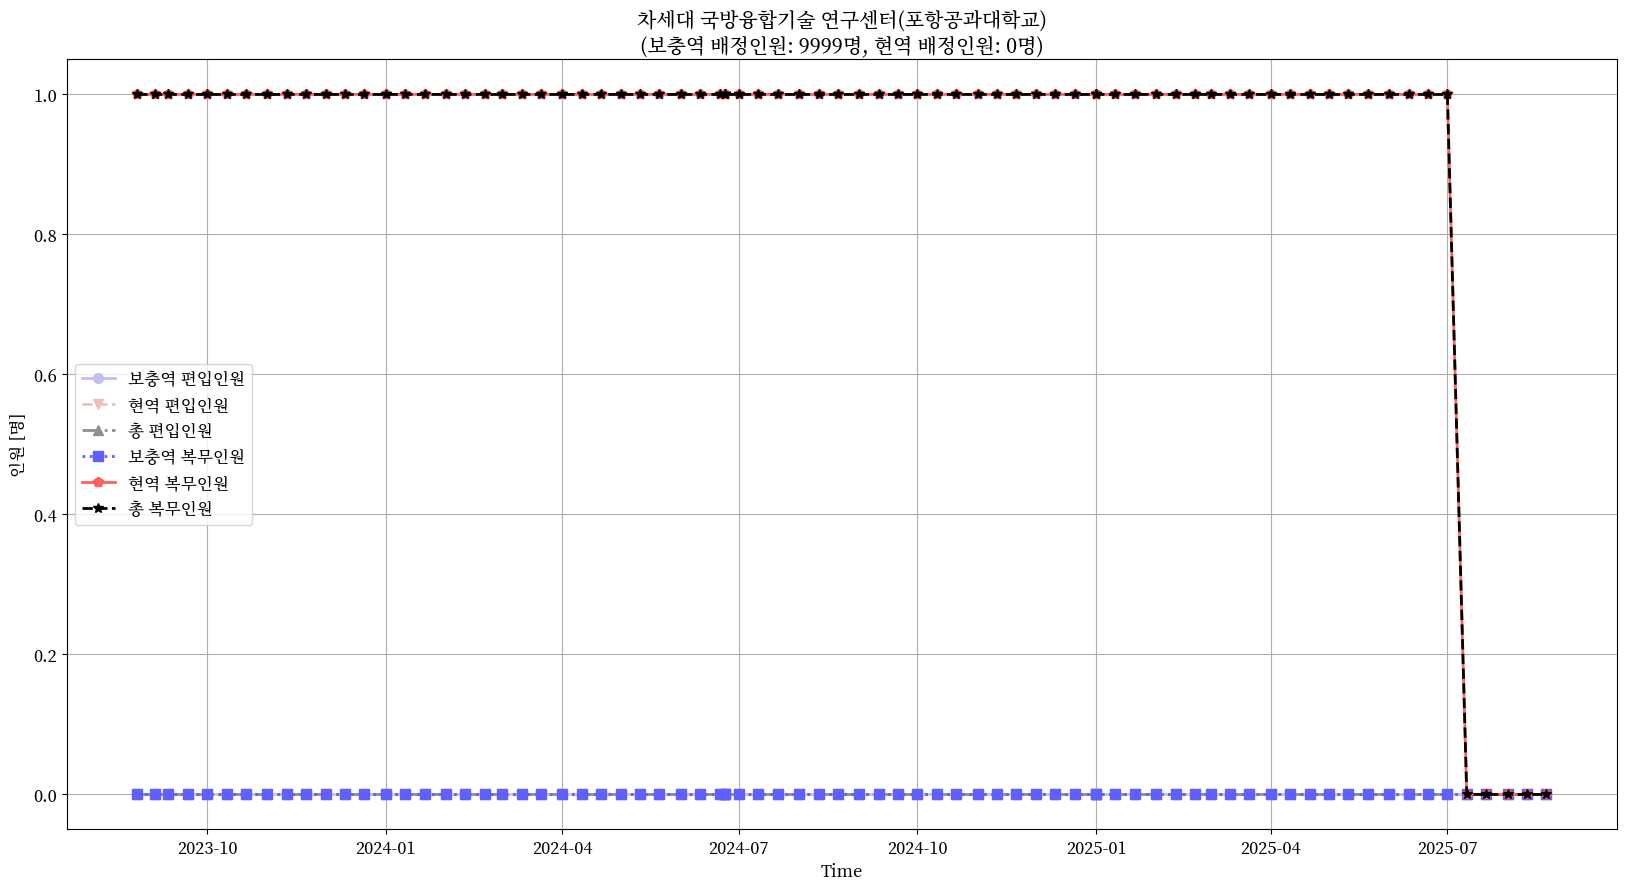 차세대 국방융합기술 연구센터(포항공과대학교)
(보충역 배정인원: 9999명, 현역 배정인원: 0명)
인원 [명]
1.0
0.8
0.6
0.4
0.2
0.0
보충역 편입인원
현역 편입인원
총 편입인원
보충역 복무인원
현역 복무인원
총 복무인원
2023-10
2024-01
2024-04
2024-07
2024-10
2025-01
2025-04
2025-07
Time